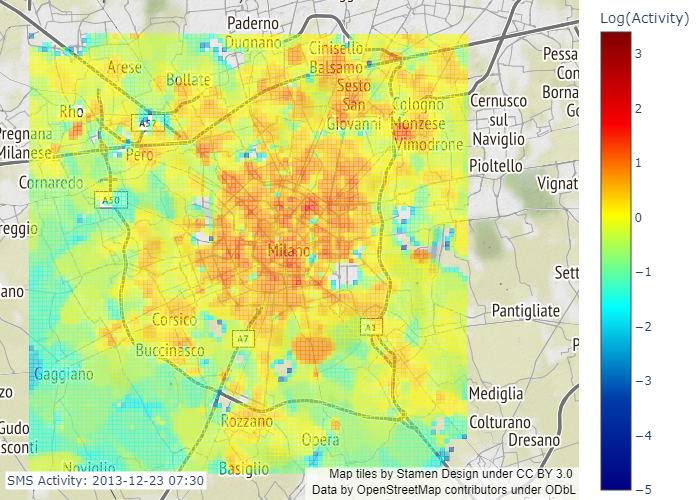 Paderno
Dugnano
Log(Activity)
Cinisello
Balsamo
Arese
Bollate
Sesto
San
Giovanni
Rho
Cologno
Monzese
Vimodrone
Cernusco
sul
Naviglio
Pessa
Con
Borna
Go
A52
Pero
Pregnana
Milanese
Pioltello
Cornaredo
Vignat
A50
reggio
Milano
Sett
ano
Pantigliate
Corsico
A7
A1
Buccinasco
P
Gaggiano
zo
Mediglia
Rozzano
Colturano
Gudo
sconti
Opera
Dresano
Noviglio
Basiglio
SMS Activity: 2013-12-23 07:30
Map tiles by Stamen Design under CC BY 3.0
Data by OpenStreetMap contributors under ODbL
3
2
1
0
−1
−2
−3
−4
−5